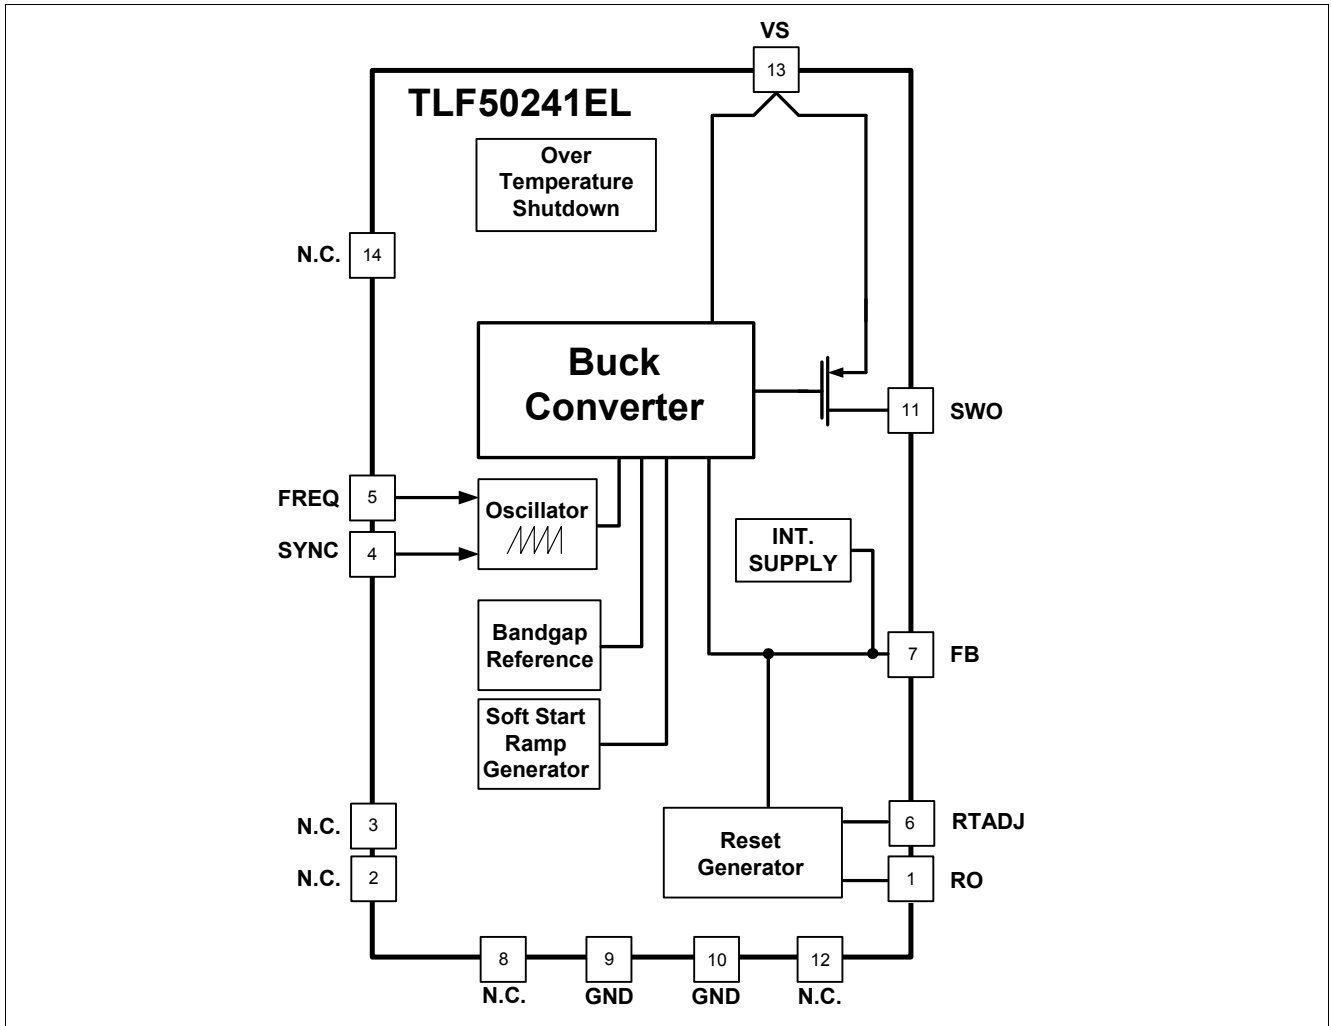 VS
13
TLF50241EL
Over
Temperature
Shutdown
N.C.
14
Buck
Converter
11
SWO
FREQ
5
Oscillator
SYNC
4
INT.
SUPPLY
Bandgap
Reference
7
FB
Soft Start
Ramp
Generator
N.C.
3
Reset
Generator
6
RTADJ
N.C.
2
1
RO
8
9
10
12
N.C.
GND
GND
N.C.